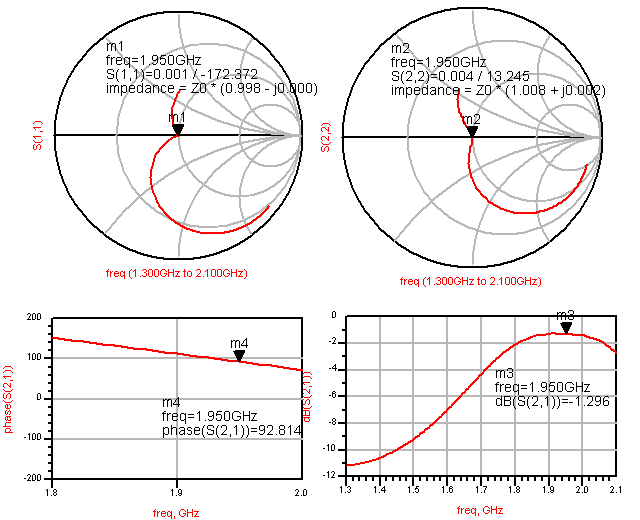 m1
freq=1.950GHz
S(1,1)=0.001 / -172.372
impedance = Z0 * (0.998 - j0.000)
m1
S(1,1)
freq (1.300GHz to 2.100GHz)
m2
freq=1.950GHz
S(2,2)=0.004 / 13.245
impedance = Z0 * (1.008 + j0.002)
m2
S(2,2)
freq (1.300GHz to 2.100GHz)
200
100
0
-100
-200
phase(S(2,1))
m4
m4
freq=1.950GHz
phase(S(2,1))=92.814
1.8 1.9 2.0
freq, GHz
0
-2
-4
-6
-8
-10
-12
dB(S(2,1))
m3
m3
freq=1.950GHz
dB(S(2,1))=-1.296
1.3 1.4 1.5 1.6 1.7 1.8 1.9 2.0 2.1
freq, GHz